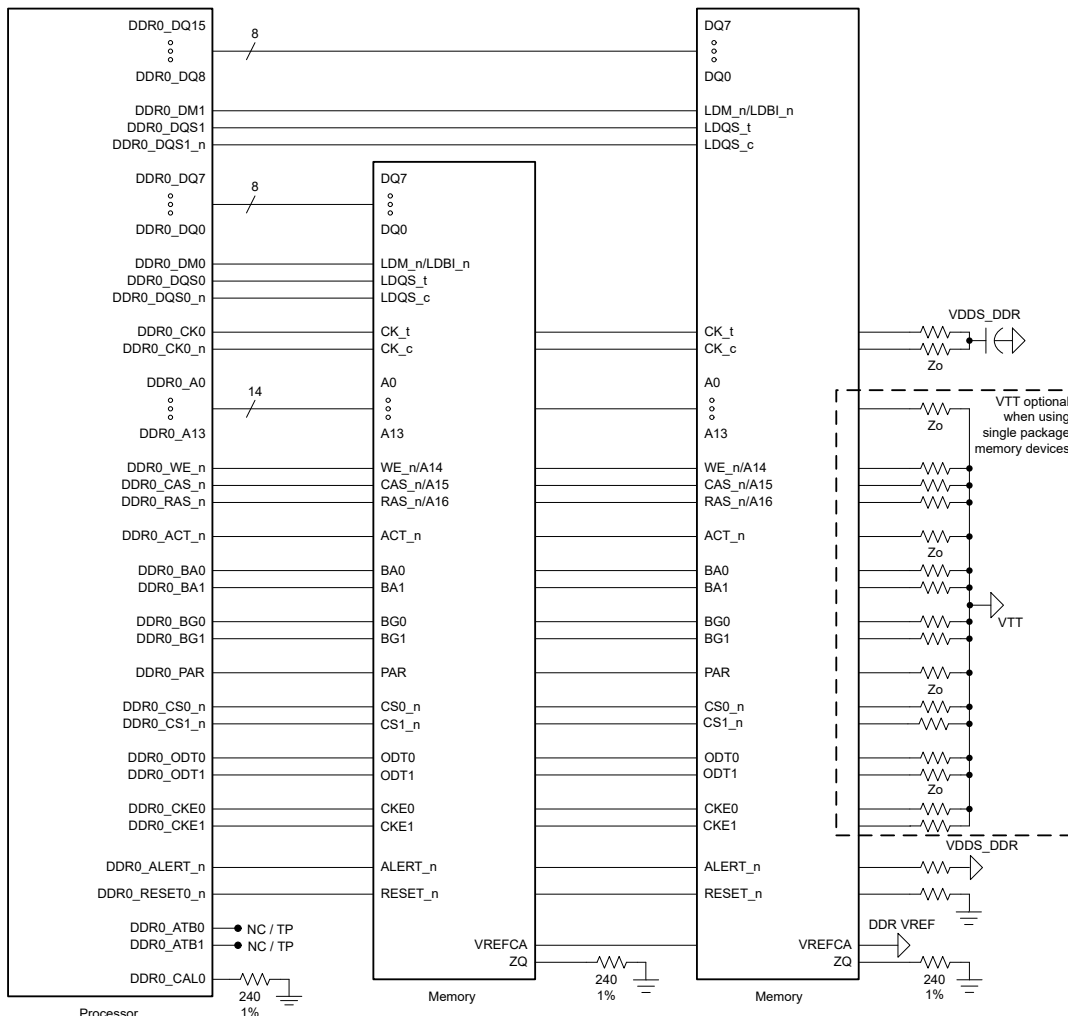 DDR0_DQ15
8
DQ7
DDR0_DQ8
DQ0
DDR0_DM1
LDM_n/LDBI_n
DDR0_DQS1
LDQS_t
DDR0_DQS1_n
LDQS_c
DDR0_DQ7
8
DQ7
DDR0_DQ0
DQ0
DDR0_DM0
LDM_n/LDBI_n
DDR0_DQS0
LDQS_t
DDR0_DQS0_n
LDQS_c
VDDS_DDR
DDR0_CK0
CK_t
CK_t
DDR0_CK0_n
CK_c
CK_c
Zo
DDR0_A0
14
A0
A0
DDR0_A13
A13
A13
Zo
VTT optional
when using
single package
memory devices
DDR0_WE_n
WE_n/A14
WE_n/A14
DDR0_CAS_n
CAS_n/A15
CAS_n/A15
DDR0_RAS_n
RAS_n/A16
RAS_n/A16
DDR0_ACT_n
ACT_n
ACT_n
Zo
DDR0_BA0
BA0
BA0
DDR0_BA1
BA1
BA1
VTT
DDR0_BG0
BG0
BG0
DDR0_BG1
BG1
BG1
DDR0_PAR
PAR
PAR
Zo
DDR0_CS0_n
CS0_n
CS0_n
DDR0_CS1_n
CS1_n
CS1_n
DDR0_ODT0
ODT0
ODT0
DDR0_ODT1
ODT1
ODT1
Zo
DDR0_CKE0
CKE0
CKE0
DDR0_CKE1
CKE1
CKE1
VDDS_DDR
DDR0_ALERT_n
ALERT_n
ALERT_n
DDR0_RESET0_n
RESET_n
RESET_n
DDR0_ATB0
NC / TP
DDR0_ATB1
NC / TP
VREFCA
VREFCA
DDR VREF
ZQ
240
1%
ZQ
240
1%
DDR0_CAL0
240
1%
Processor
Memory
Memory